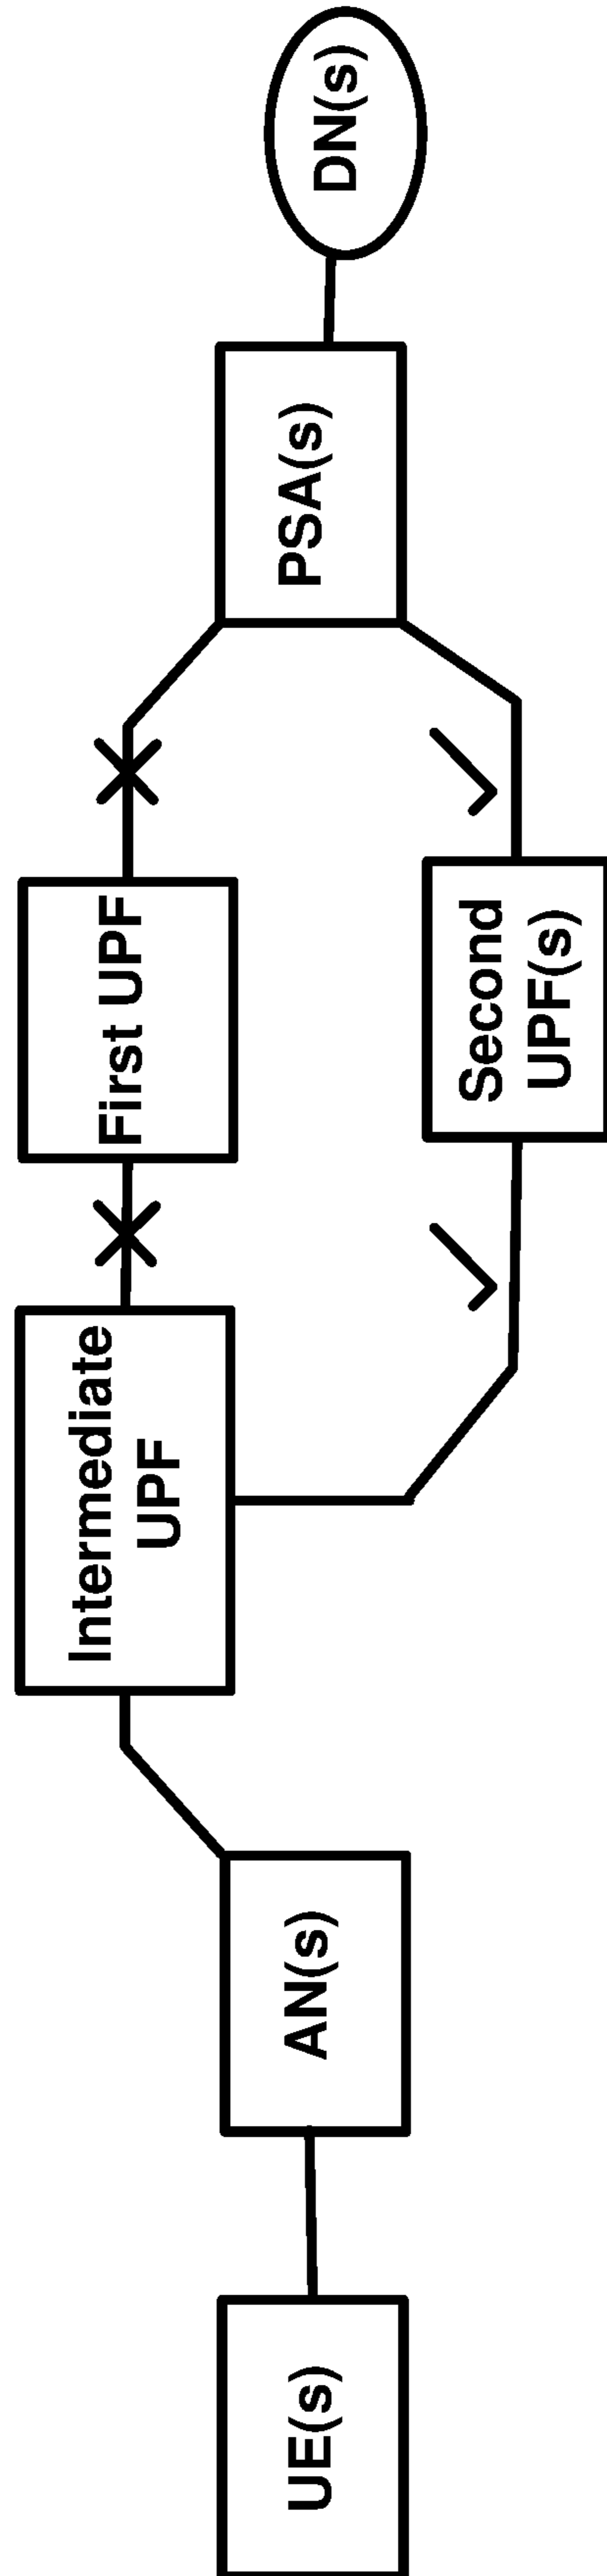 UE(s)
AN(s)
Intermediate
UPF
First UPF
Second
UPF(s)
PSA(s)
DN(s)